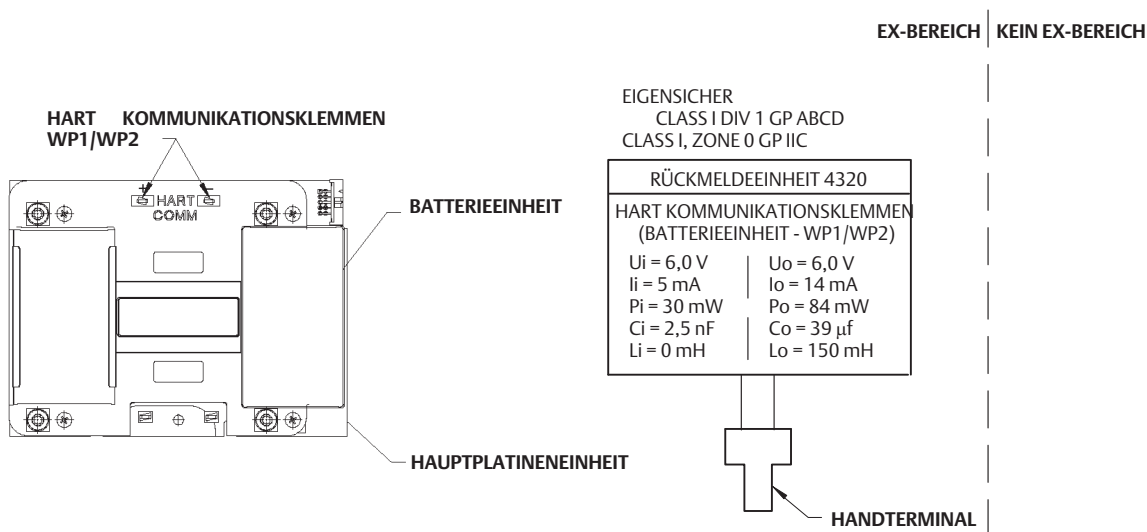 EX-BEREICH KEIN EX-BEREICH
HART KOMMUNIKATIONSKLEMMEN
WP1/WP2
+ –
HART
COMM
BATTERIEEINHEIT
HAUPTPLATINENEINHEIT
EIGENSICHER
CLASS I DIV 1 GP ABCD
CLASS I, ZONE 0 GP IIC
RÜCKMELDEEINHEIT 4320
HART KOMMUNIKATIONSKLEMMEN
(BATTERIEEINHEIT - WP1/WP2)
Ui = 6,0 V Uo = 6,0 V
Ii = 5 mA Io = 14 mA
Pi = 30 mW Po = 84 mW
Ci = 2,5 nF Co = 39 μf
Li = 0 mH Lo = 150 mH
HANDTERMINAL